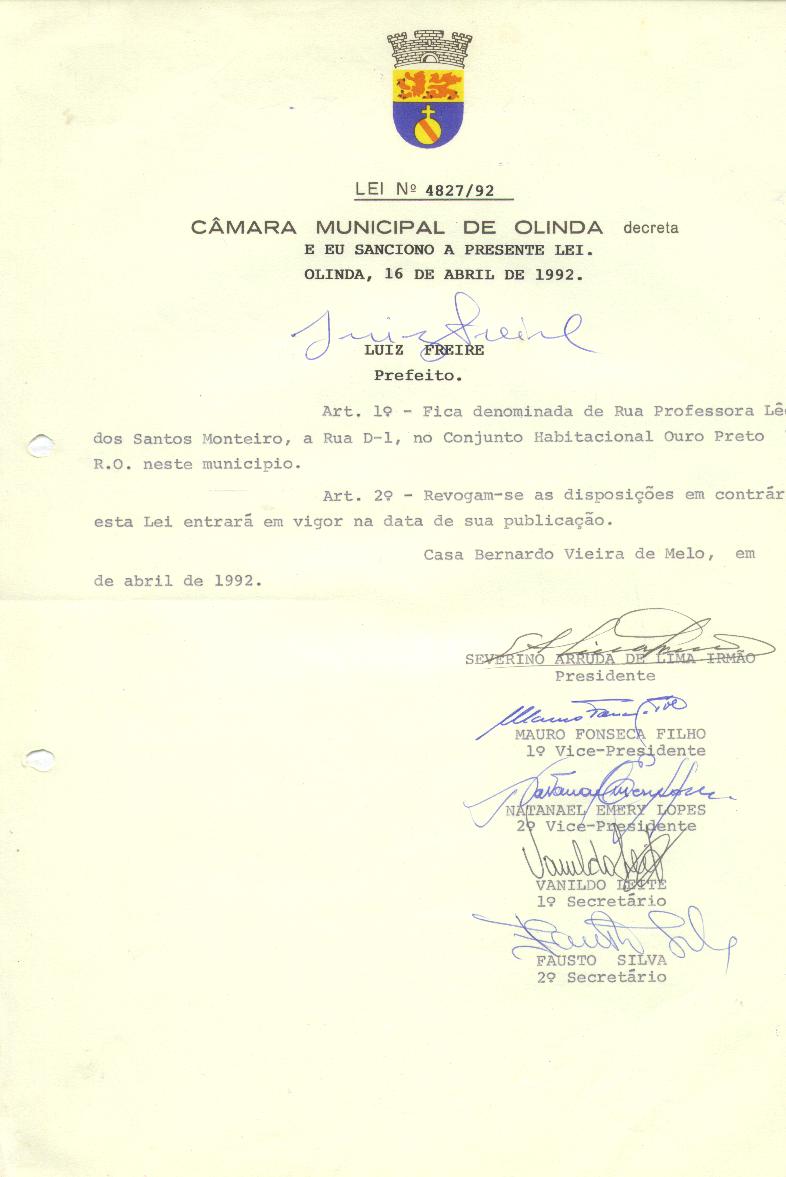 LEI Nº 4827/92
CÂMARA MUNICIPAL DE OLINDA decreta
E EU SANCIONO A PRESENTE LEI.
OLINDA, 16 DE ABRIL DE 1992.
Luiz Freire
LUIZ FREIRE
Prefeito.
Art. 1º - Fica denominada de Rua Professora Lê
dos Santos Monteiro, a Rua D-1, no Conjunto Habitacional Ouro Preto
R.O. neste municipio.
Art. 2º - Revogam-se as disposições em contrár
esta Lei entrará em vigor na data de sua publicação.
Casa Bernardo Vieira de Melo, em
de abril de 1992.
SEVERINO ARRUDA DE LIMA IRMÃO
Presidente
MAURO FONSECA FILHO
1º Vice-Presidente
NATANAEL EMERY LOPES
2º Vice-Presidente
Vanildo Leite
VANILDO LEITE
1º Secretário
Fausto Silva
FAUSTO SILVA
2º Secretário